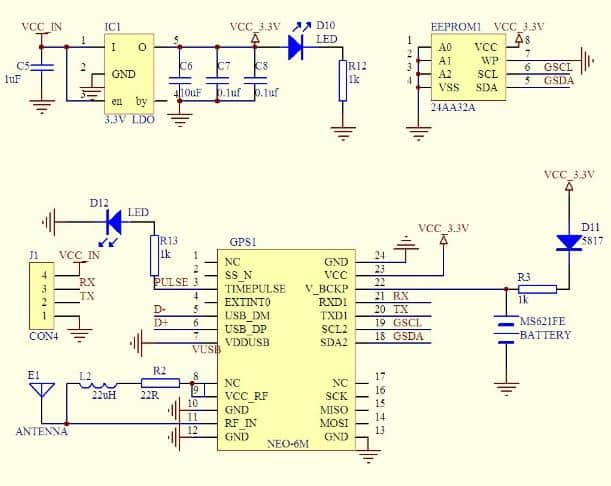 VCC_IN
IC1
1
I
O
5
VCC_3.3V
D10
LED
C5
1uF
2
GND
C6
C7
C8
R12
1k
3
en
by
4
10uF
0.1uf
0.1uf
3.3V LDO
EEPROM1
VCC_3.3V
1
A0
VCC
8
2
A1
WP
7
3
A2
SCL
6
GSCL
4
VSS
SDA
5
GSDA
24AA32A
VCC_3.3V
D12
LED
D11
5817
J1
VCC_IN
R13
1k
GPS1
VCC_3.3V
4
3
RX
2
TX
1
CON4
1
NC
GND
24
2
SS_N
VCC
23
PULSE
3
TIMEPULSE
V_BCKP
22
R3
1k
4
EXTINT0
RXD1
21
RX
D-
5
USB_DM
TXD1
20
TX
MS621FE
D+
6
USB_DP
SCL2
19
GSCL
BATTERY
7
VDDUSB
SDA2
18
GSDA
VUSB
E1
L2
22uH
R2
22R
8
NC
NC
17
9
VCC_RF
SCK
16
10
GND
MISO
15
11
RF_IN
MOSI
14
12
GND
GND
13
ANTENNA
NEO-6M